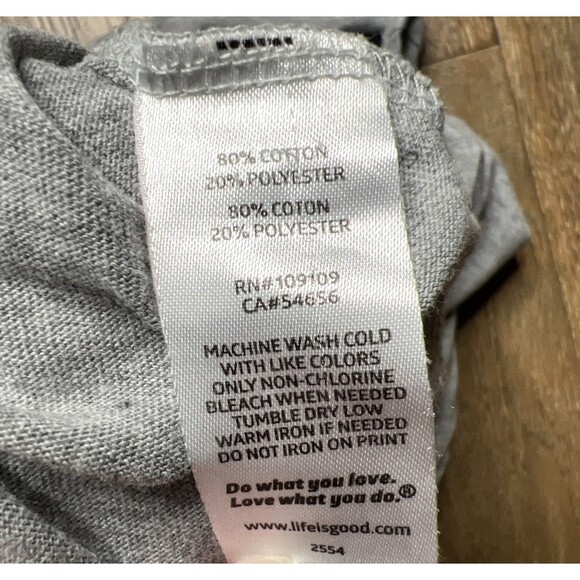 80% COTTON
20% POLYESTER
80% COTON
20% POLYESTER
RN#109109
CA#54656
MACHINE WASH COLD
WITH LIKE COLORS
ONLY NON-CHLORINE
BLEACH WHEN NEEDED
TUMBLE DRY LOW
WARM IRON IF NEEDED
DO NOT IRON ON PRINT
Do what you love.
Love what you do.®
www.lifeisgood.com
2554